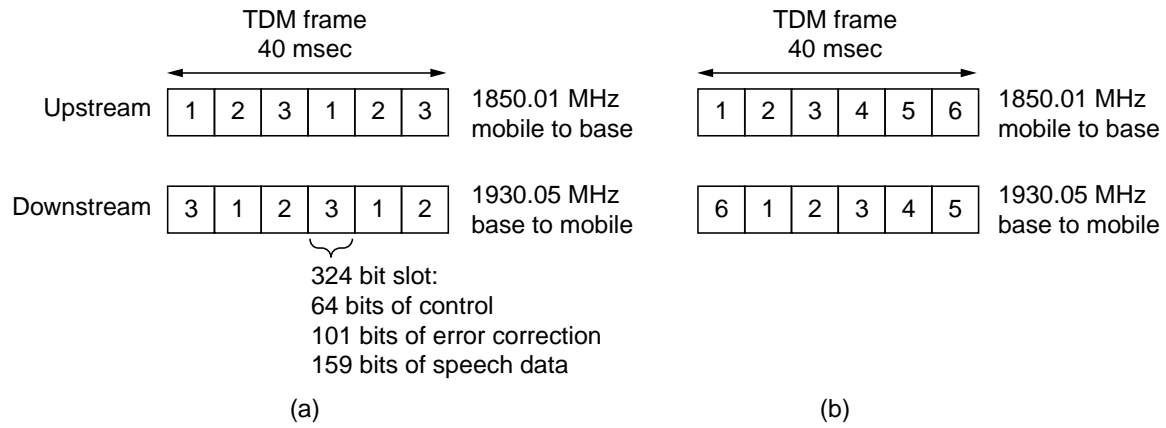 TDM frame
40 msec
Upstream 1 2 3 1 2 3 1850.01 MHz
mobile to base
Downstream 3 1 2 3 1 2 1930.05 MHz
base to mobile
324 bit slot:
64 bits of control
101 bits of error correction
159 bits of speech data
(a)
TDM frame
40 msec
1 2 3 4 5 6 1850.01 MHz
mobile to base
6 1 2 3 4 5 1930.05 MHz
base to mobile
(b)